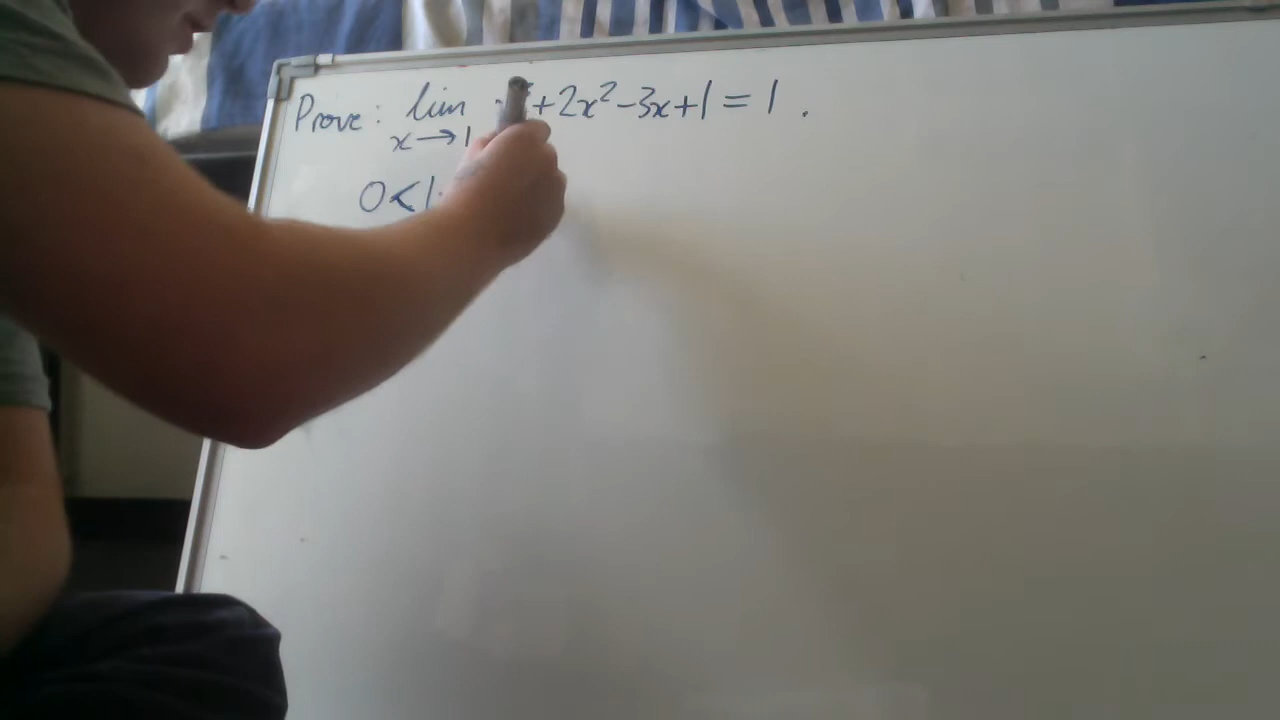 Prove: lim +2x²-3x+1 = 1.
x→1
0<|